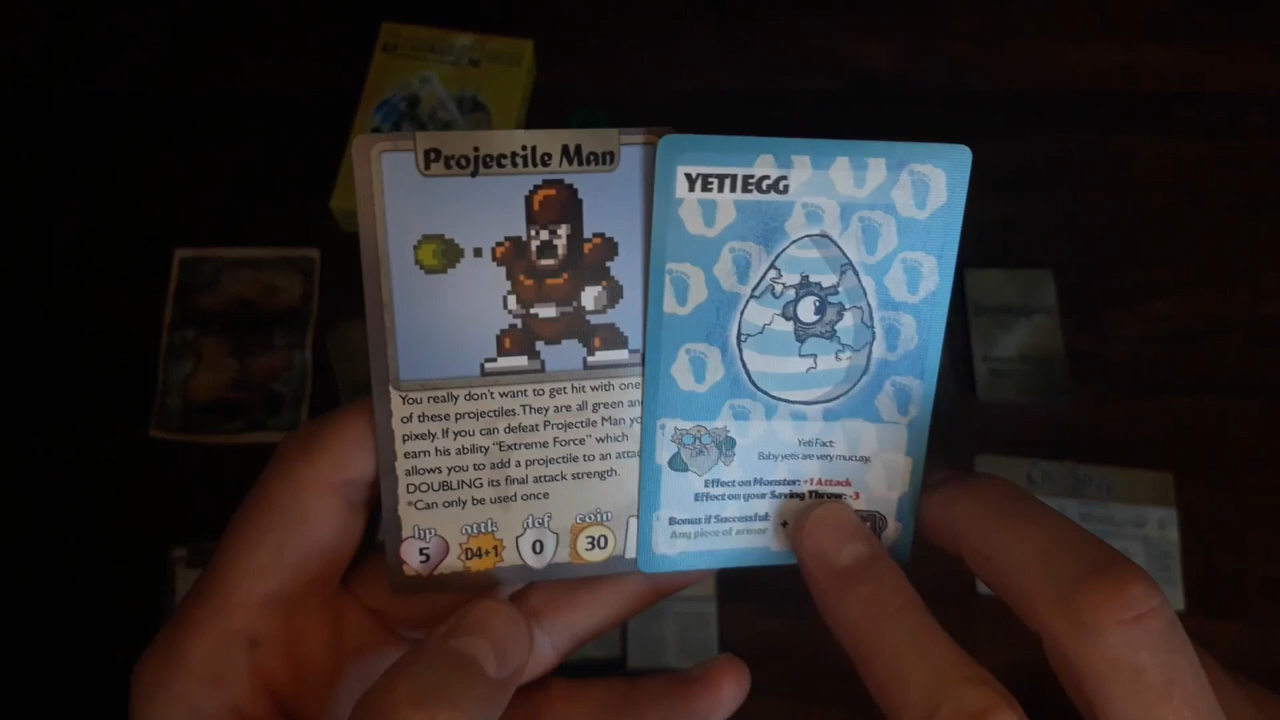 Projectile Man
You really don't want to get hit with one
of these projectiles. They are all green
pixely. If you can defeat Projectile Man
earn his ability "Extreme Force" which
allows you to add a projectile to an
DOUBLING its final attack strength.
*Can only be used once
hp attk def coin
5 D4+1 0 30
YETI EGG
Yeti Fact:
Baby yetis are very mucusy.
Effect on Monster: +1 Attack
Effect on your Saving Throw: -3
Bonus if Successful: +
Any piece of armor